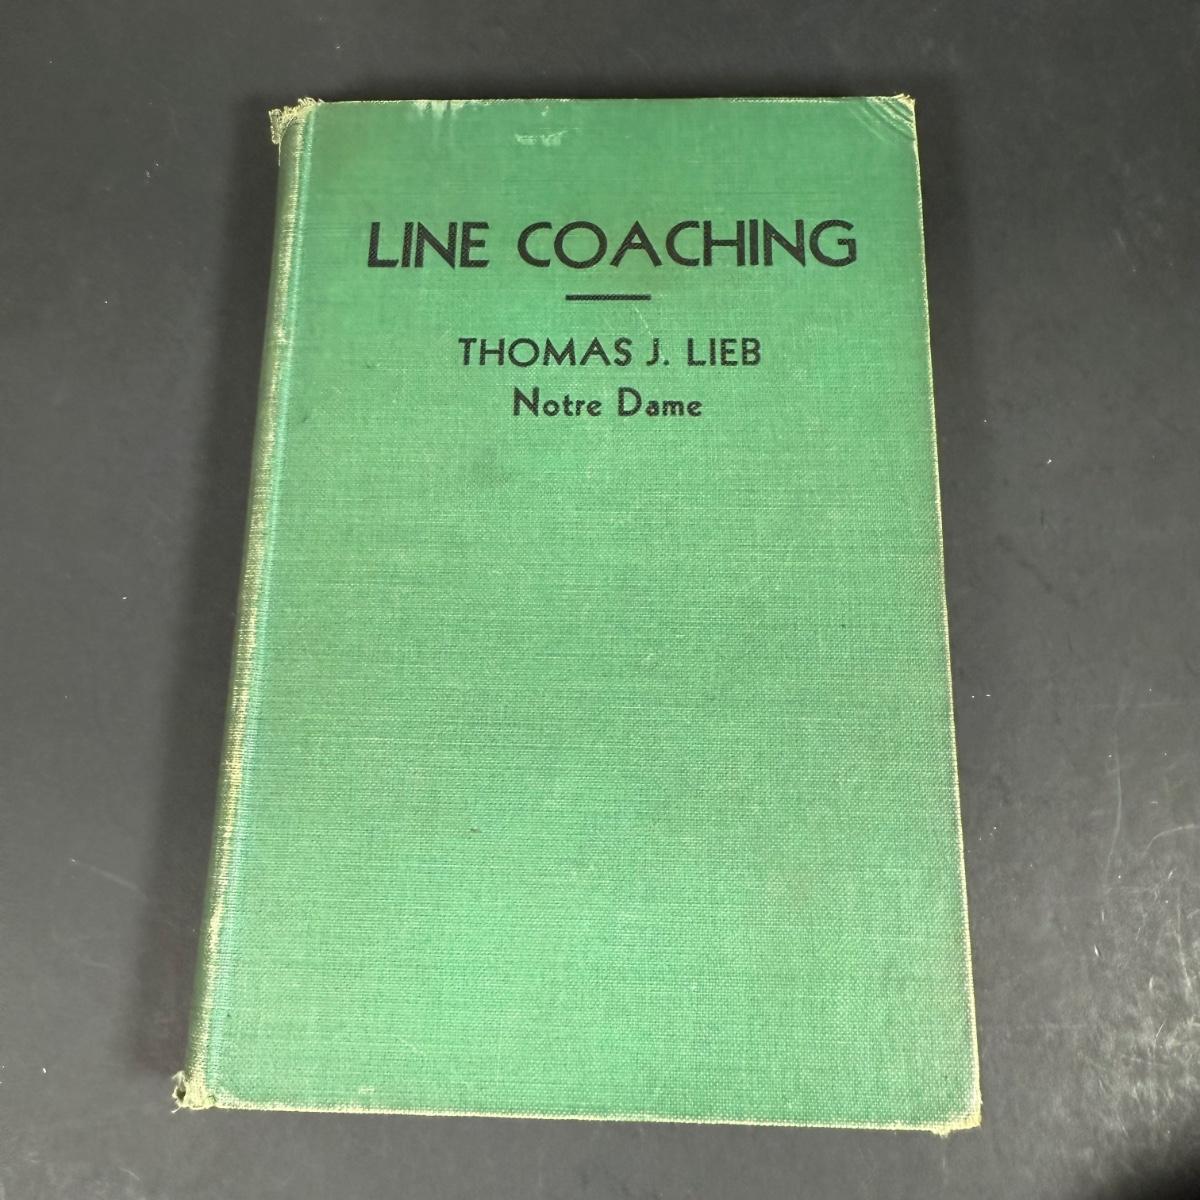 LINE COACHING
THOMAS J. LIEB
Notre Dame